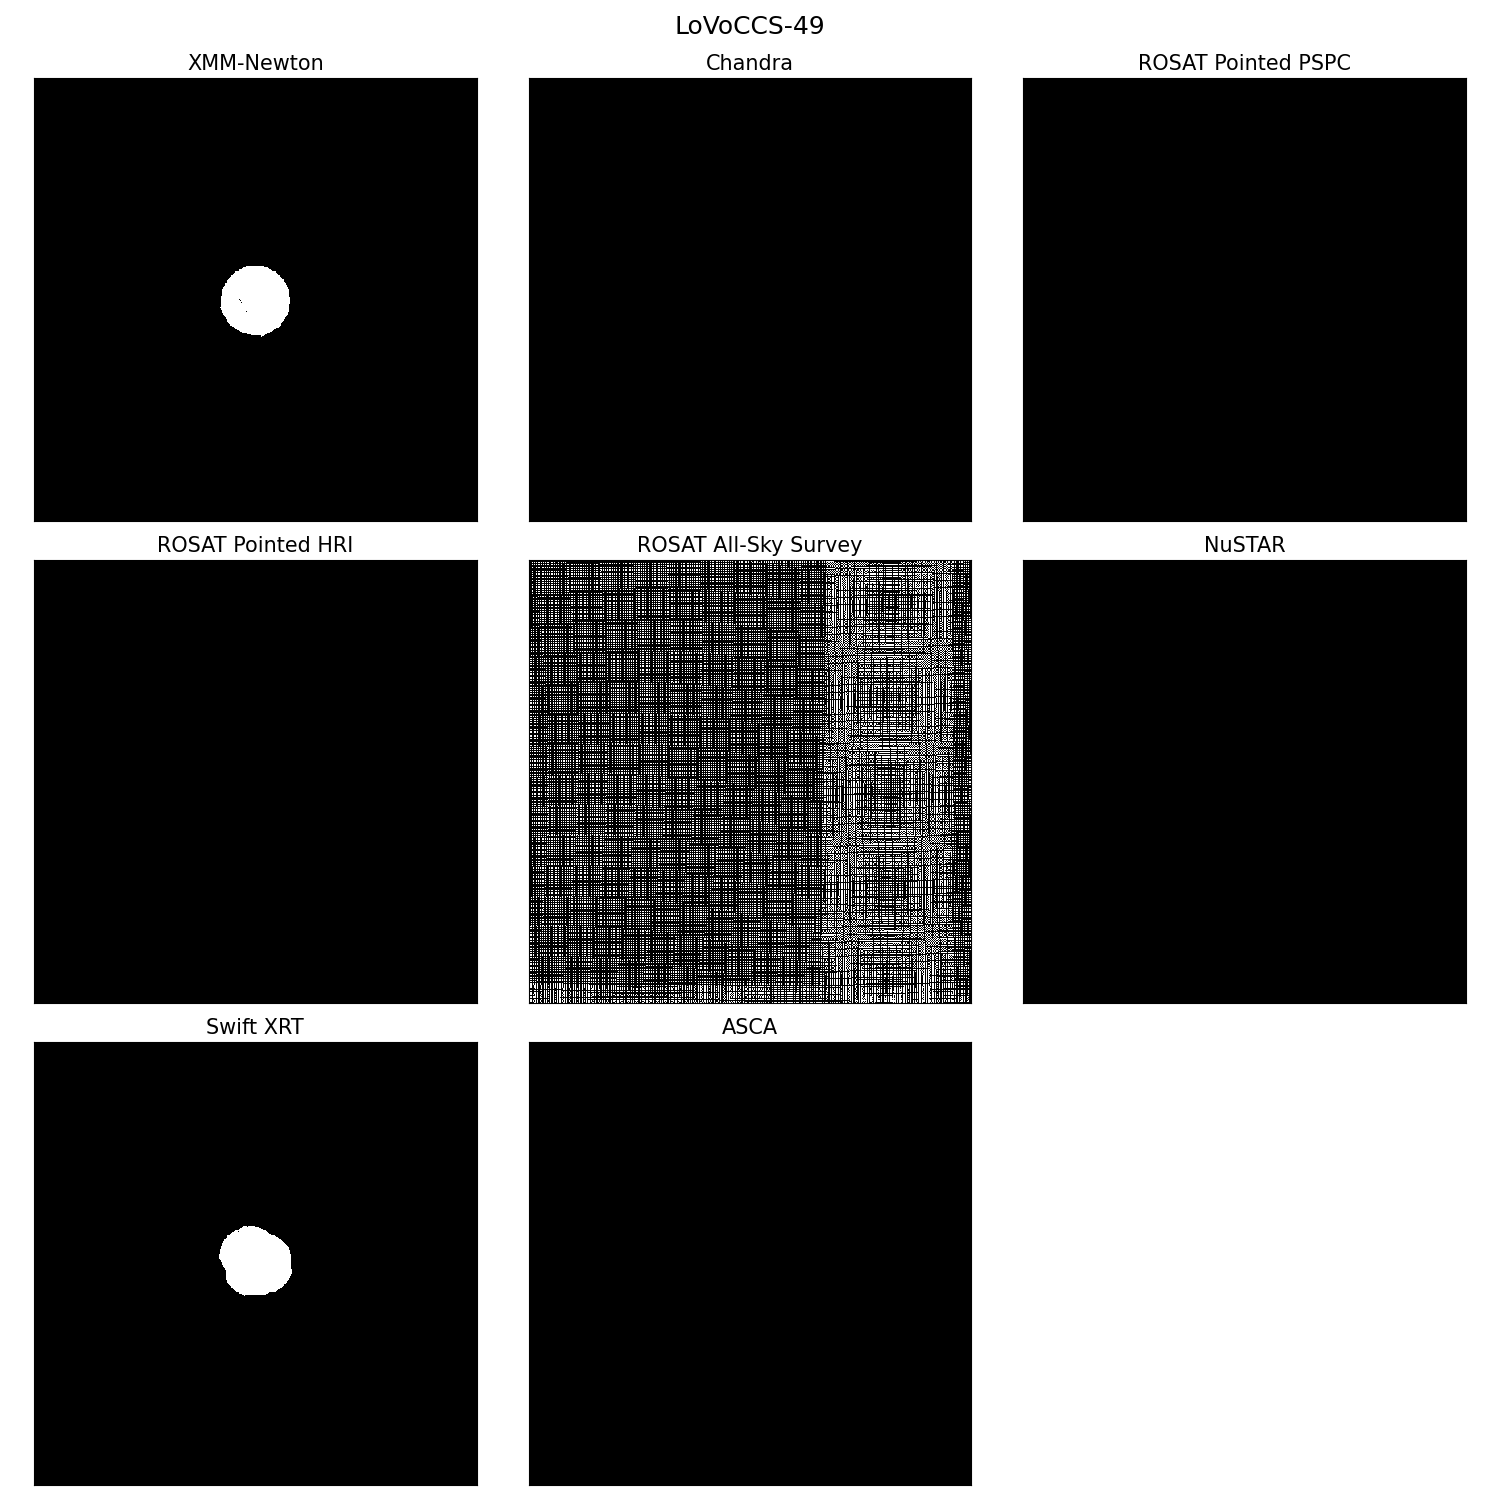 LoVoCCS-49
XMM-Newton
Chandra
ROSAT Pointed PSPC
ROSAT Pointed HRI
ROSAT All-Sky Survey
NuSTAR
Swift XRT
ASCA